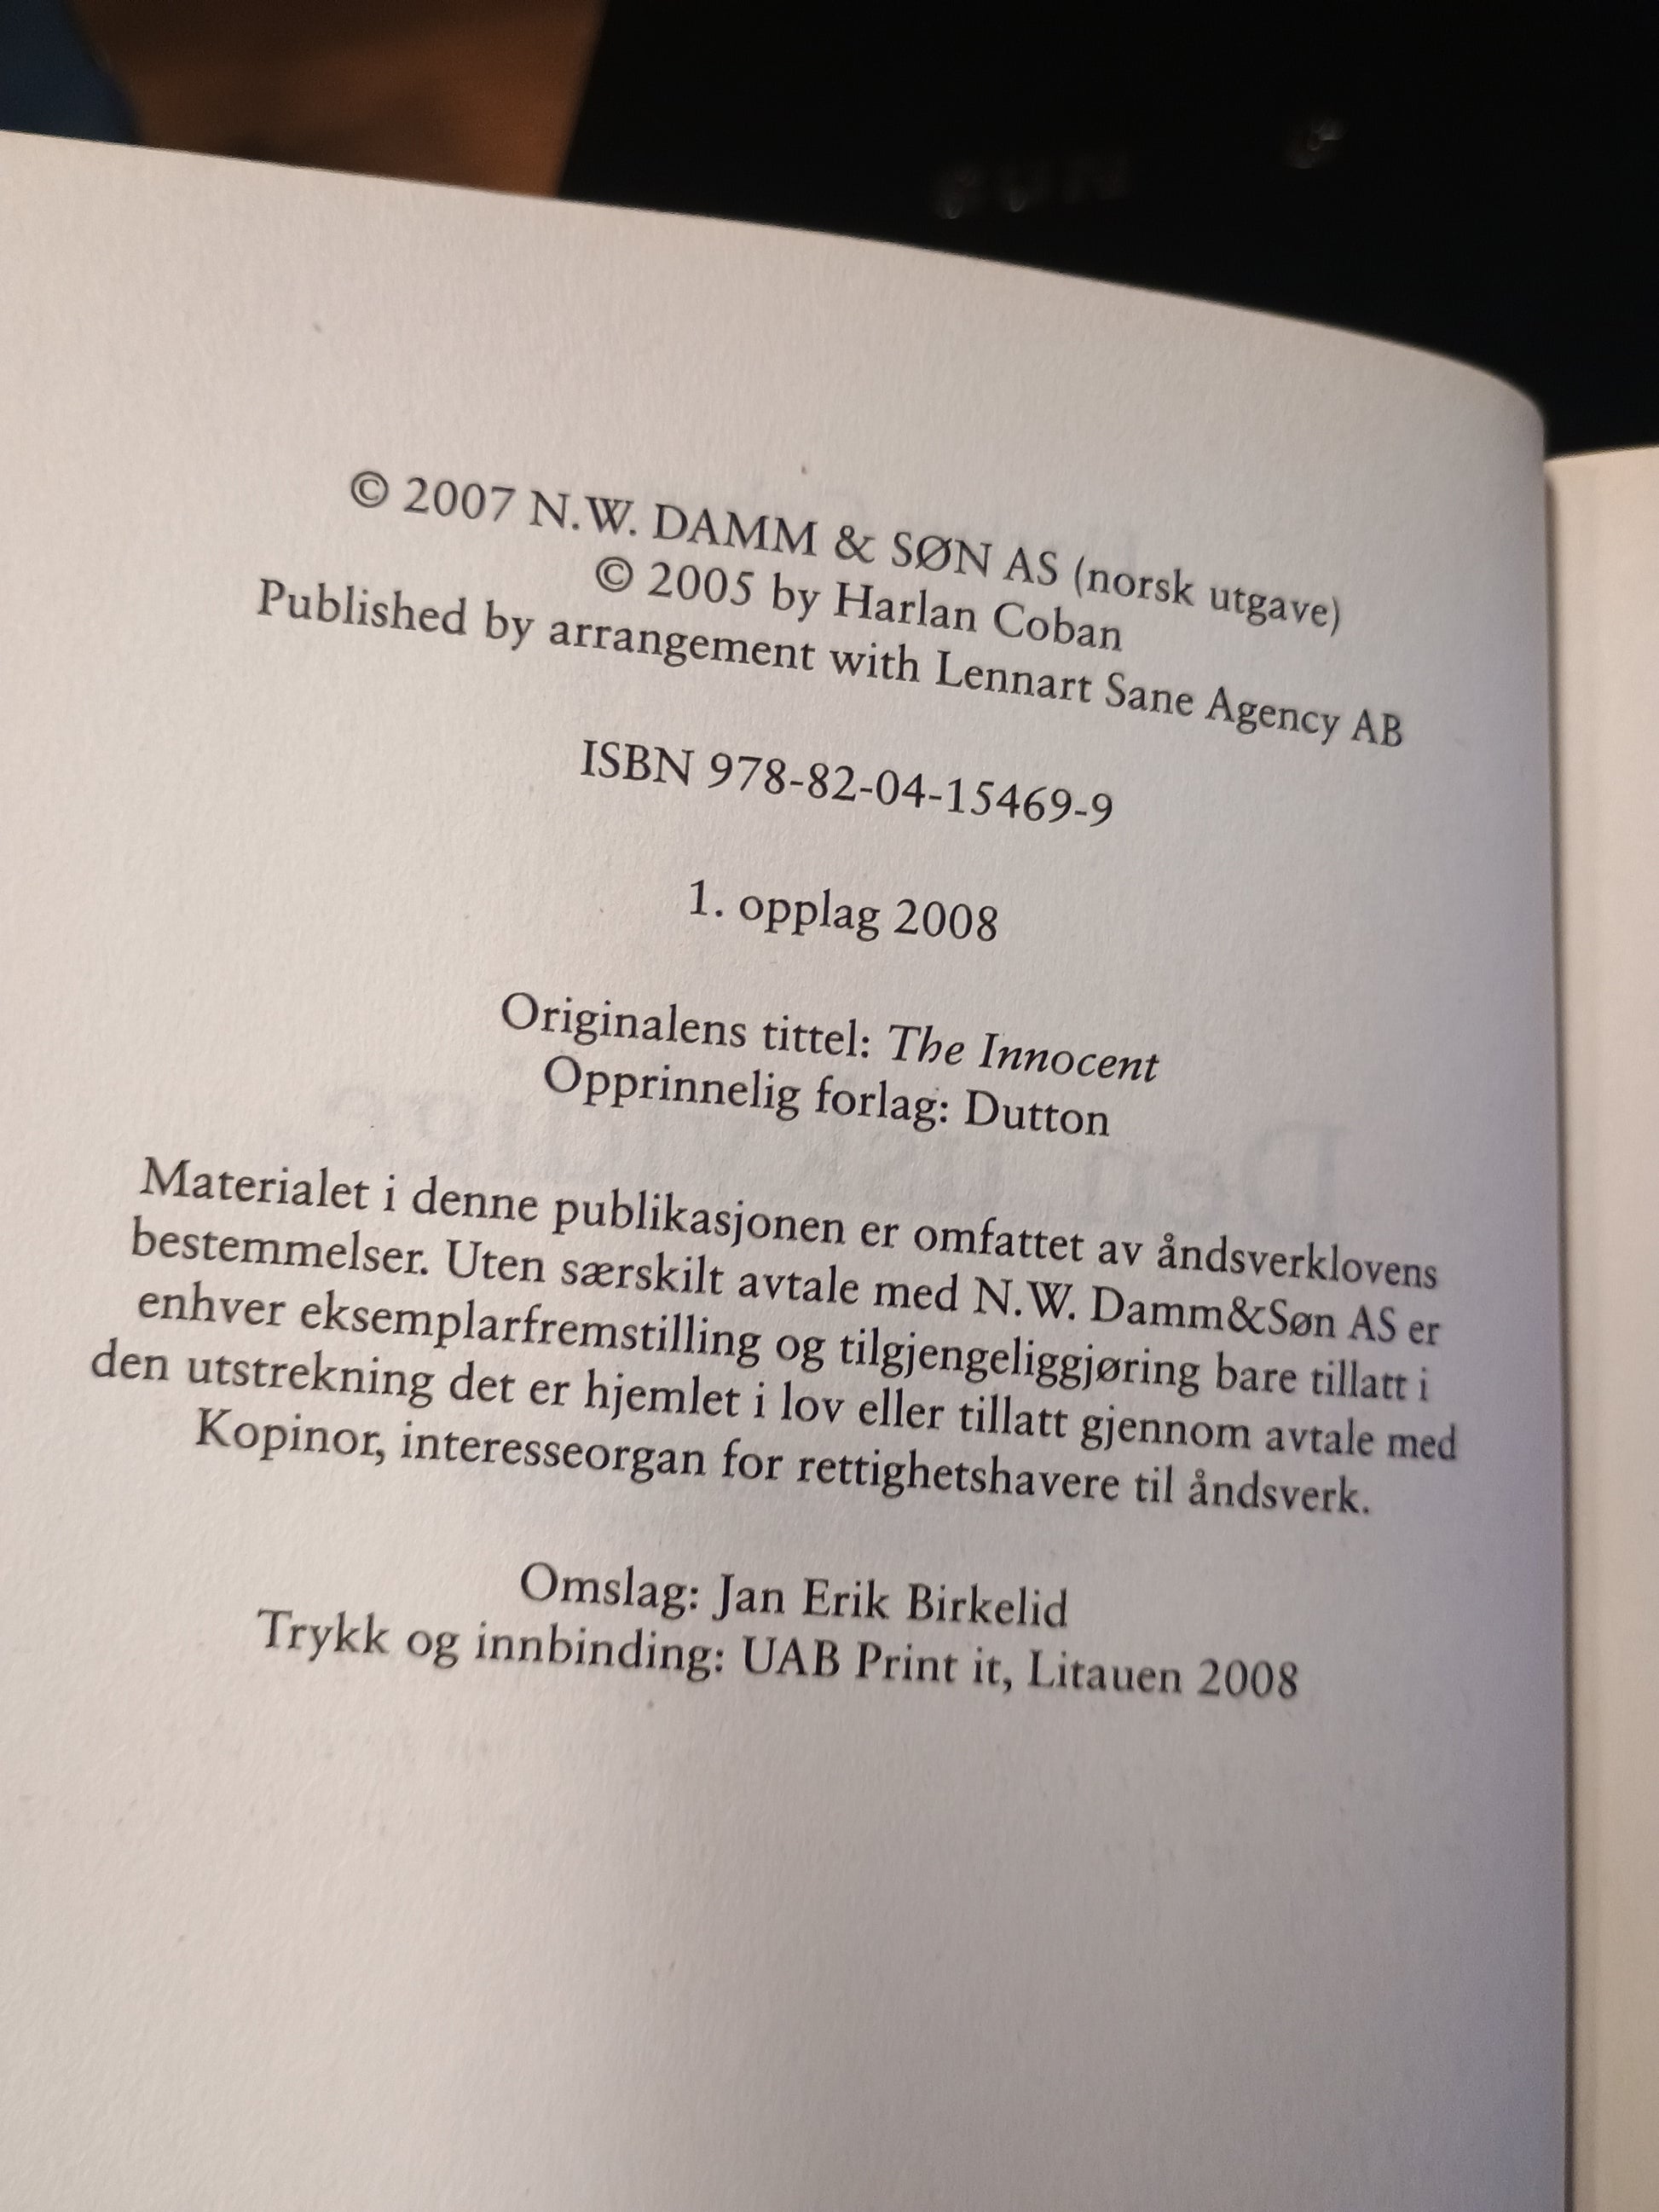 © 2007 N.W. DAMM & SØN AS (norsk utgave)
© 2005 by Harlan Coban
Published by arrangement with Lennart Sane Agency AB
ISBN 978-82-04-15469-9
1. opplag 2008
Originalens tittel: The Innocent
Opprinnelig forlag: Dutton
Materialet i denne publikasjonen er omfattet av åndsverklovens
bestemmelser. Uten særskilt avtale med N.W. Damm&Søn AS er
enhver eksemplarfremstilling og tilgjengeliggjøring bare tillatt i
den utstrekning det er hjemlet i lov eller tillatt gjennom avtale med
Kopinor, interesseorgan for rettighetshavere til åndsverk.
Omslag: Jan Erik Birkelid
Trykk og innbinding: UAB Print it, Litauen 2008